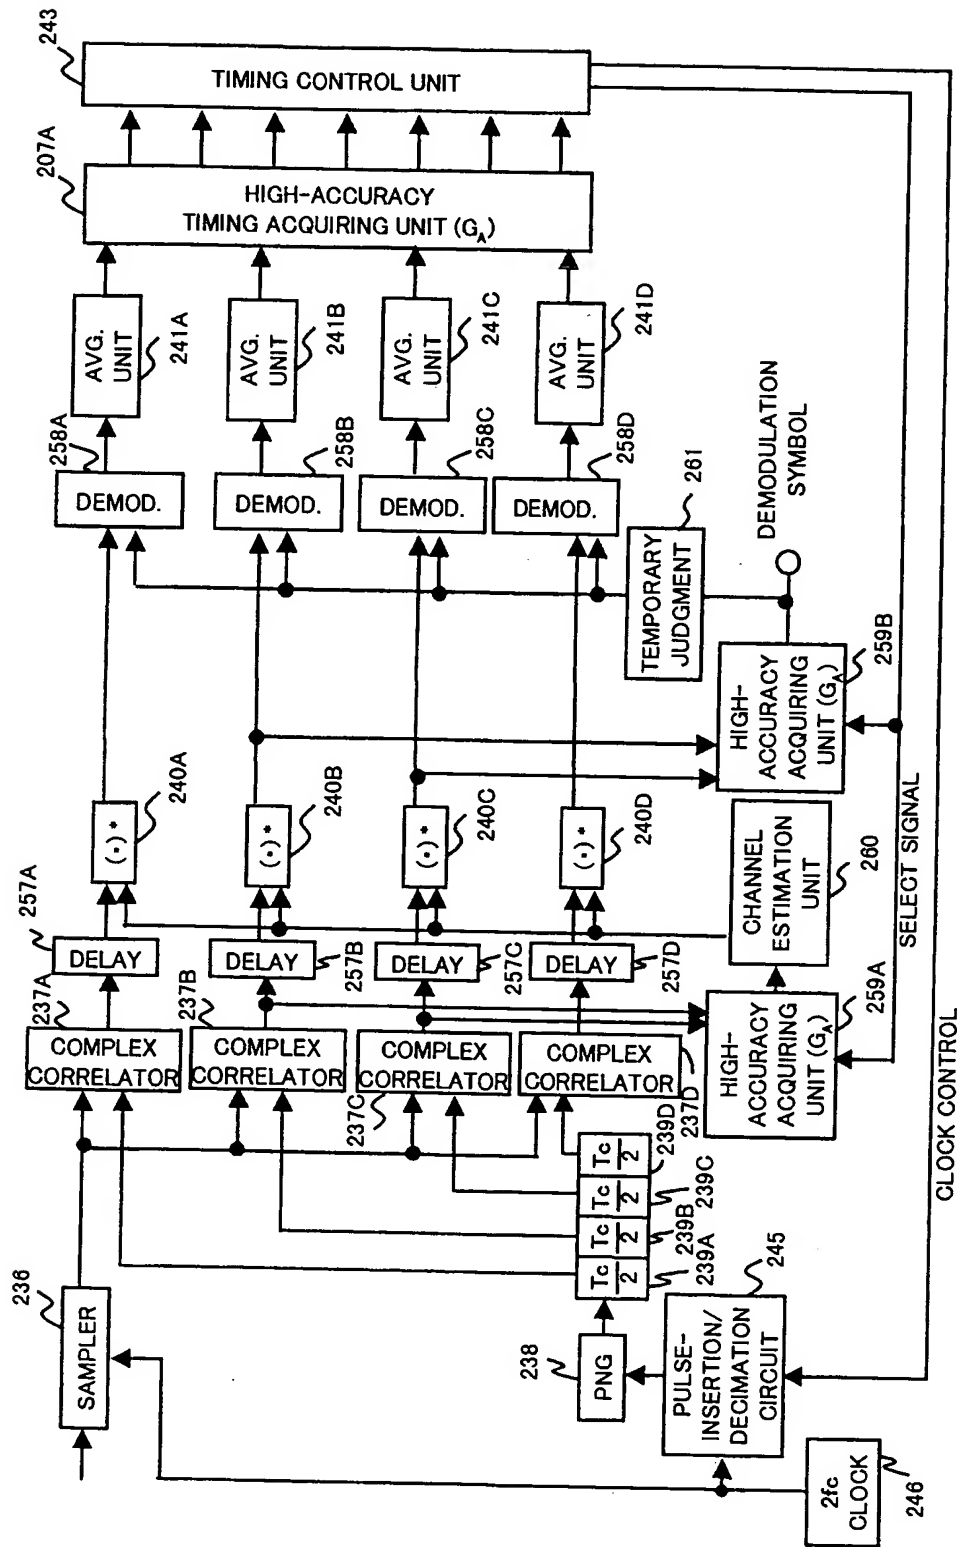 236
SAMPLER
237A
COMPLEX
CORRELATOR
257A
DELAY
240A
(•)*
258A
DEMOD.
AVG.
UNIT
241A
207A
HIGH-ACCURACY
TIMING ACQUIRING UNIT (GA)
243
TIMING CONTROL UNIT
237B
COMPLEX
CORRELATOR
DELAY
257B
(•)*
240B
DEMOD.
258B
AVG.
UNIT
241B
COMPLEX
CORRELATOR
237C
DELAY
257C
(•)*
240C
DEMOD.
258C
AVG.
UNIT
241C
COMPLEX
CORRELATOR
237D
DELAY
257D
(•)*
240D
DEMOD.
258D
AVG.
UNIT
241D
238
PNG
Tc
2
Tc
2
Tc
2
Tc
2
239A
239B
239C
239D
TEMPORARY
JUDGMENT
261
DEMODULATION
SYMBOL
PULSE-
INSERTION/
DECIMATION
CIRCUIT
245
HIGH-
ACCURACY
ACQUIRING
UNIT (GA)
259A
CHANNEL
ESTIMATION
UNIT
260
HIGH-
ACCURACY
ACQUIRING
UNIT (GA)
259B
2fc
CLOCK
246
SELECT SIGNAL
CLOCK CONTROL